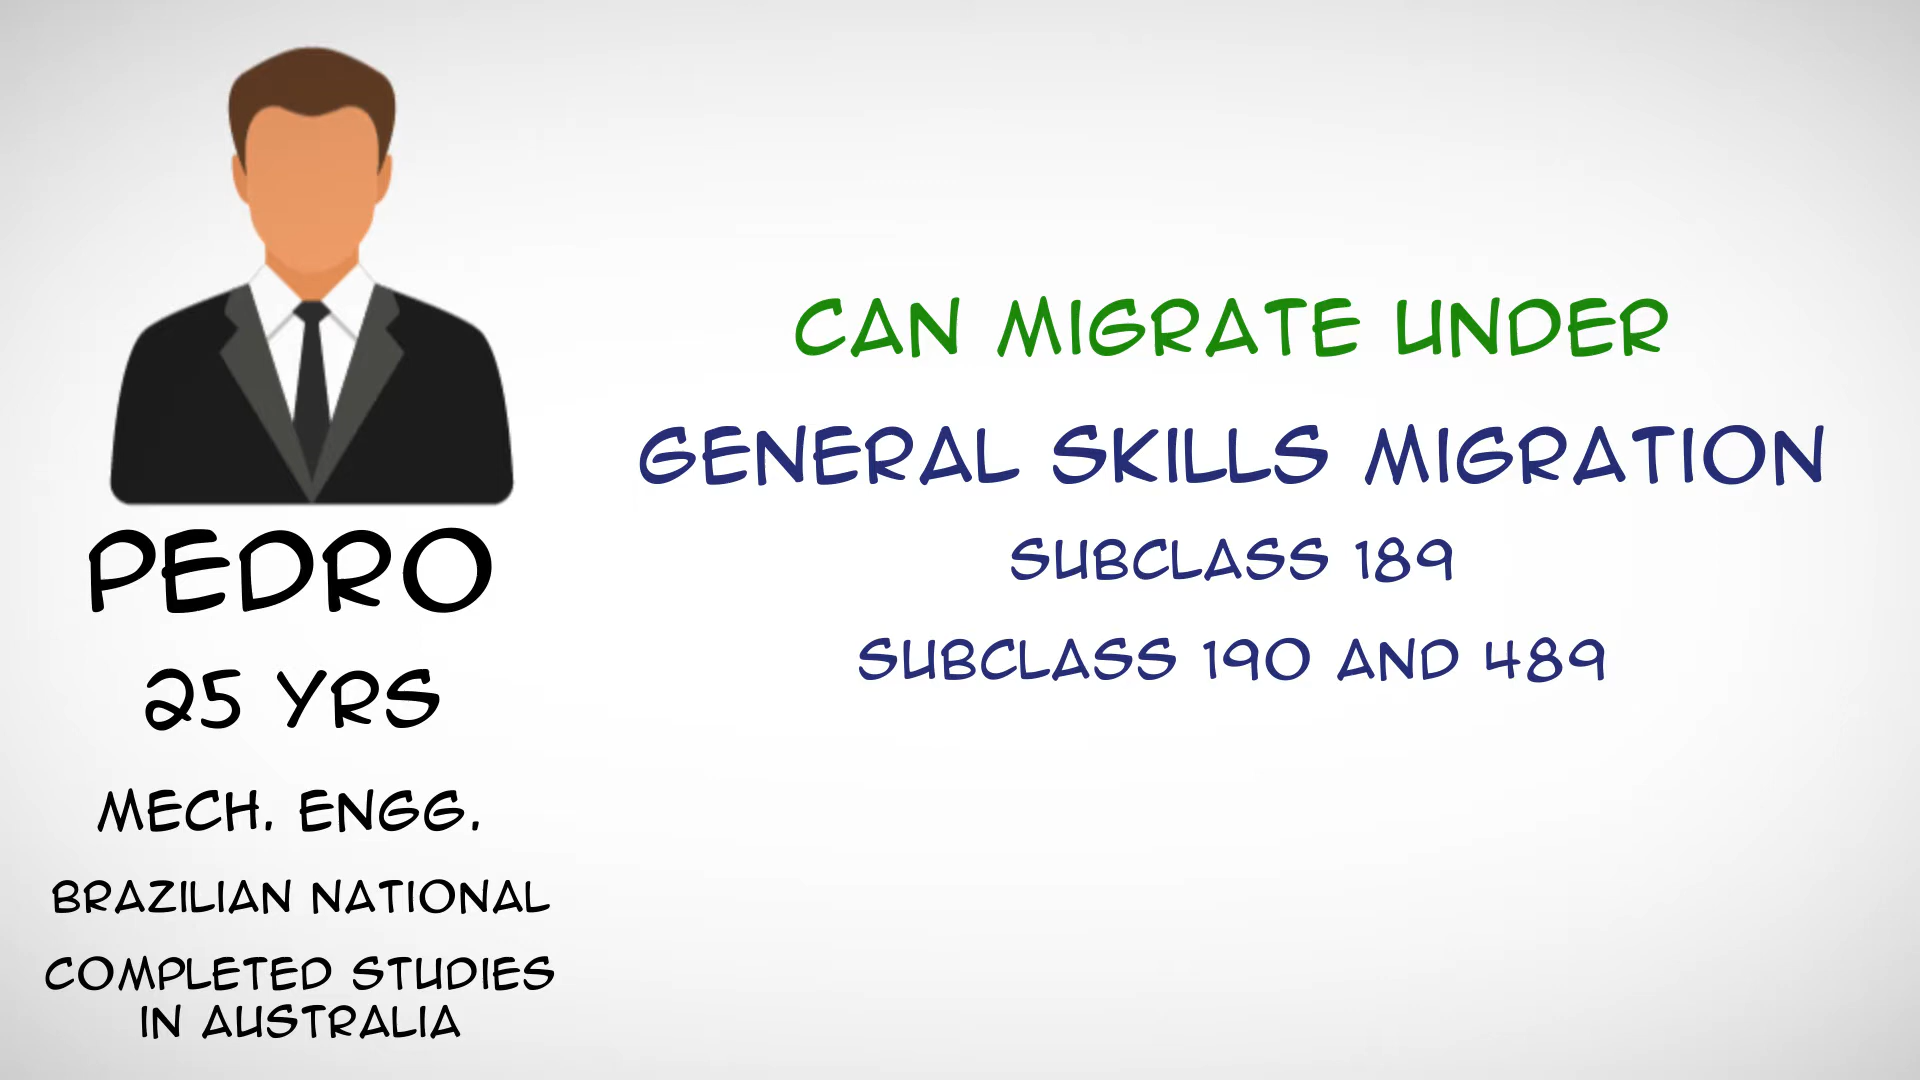 PEDRO
25 YRS
MECH. ENGG.
BRAZILIAN NATIONAL
COMPLETED STUDIES
IN AUSTRALIA
CAN MIGRATE UNDER
GENERAL SKILLS MIGRATION
SUBCLASS 189
SUBCLASS 190 AND 489